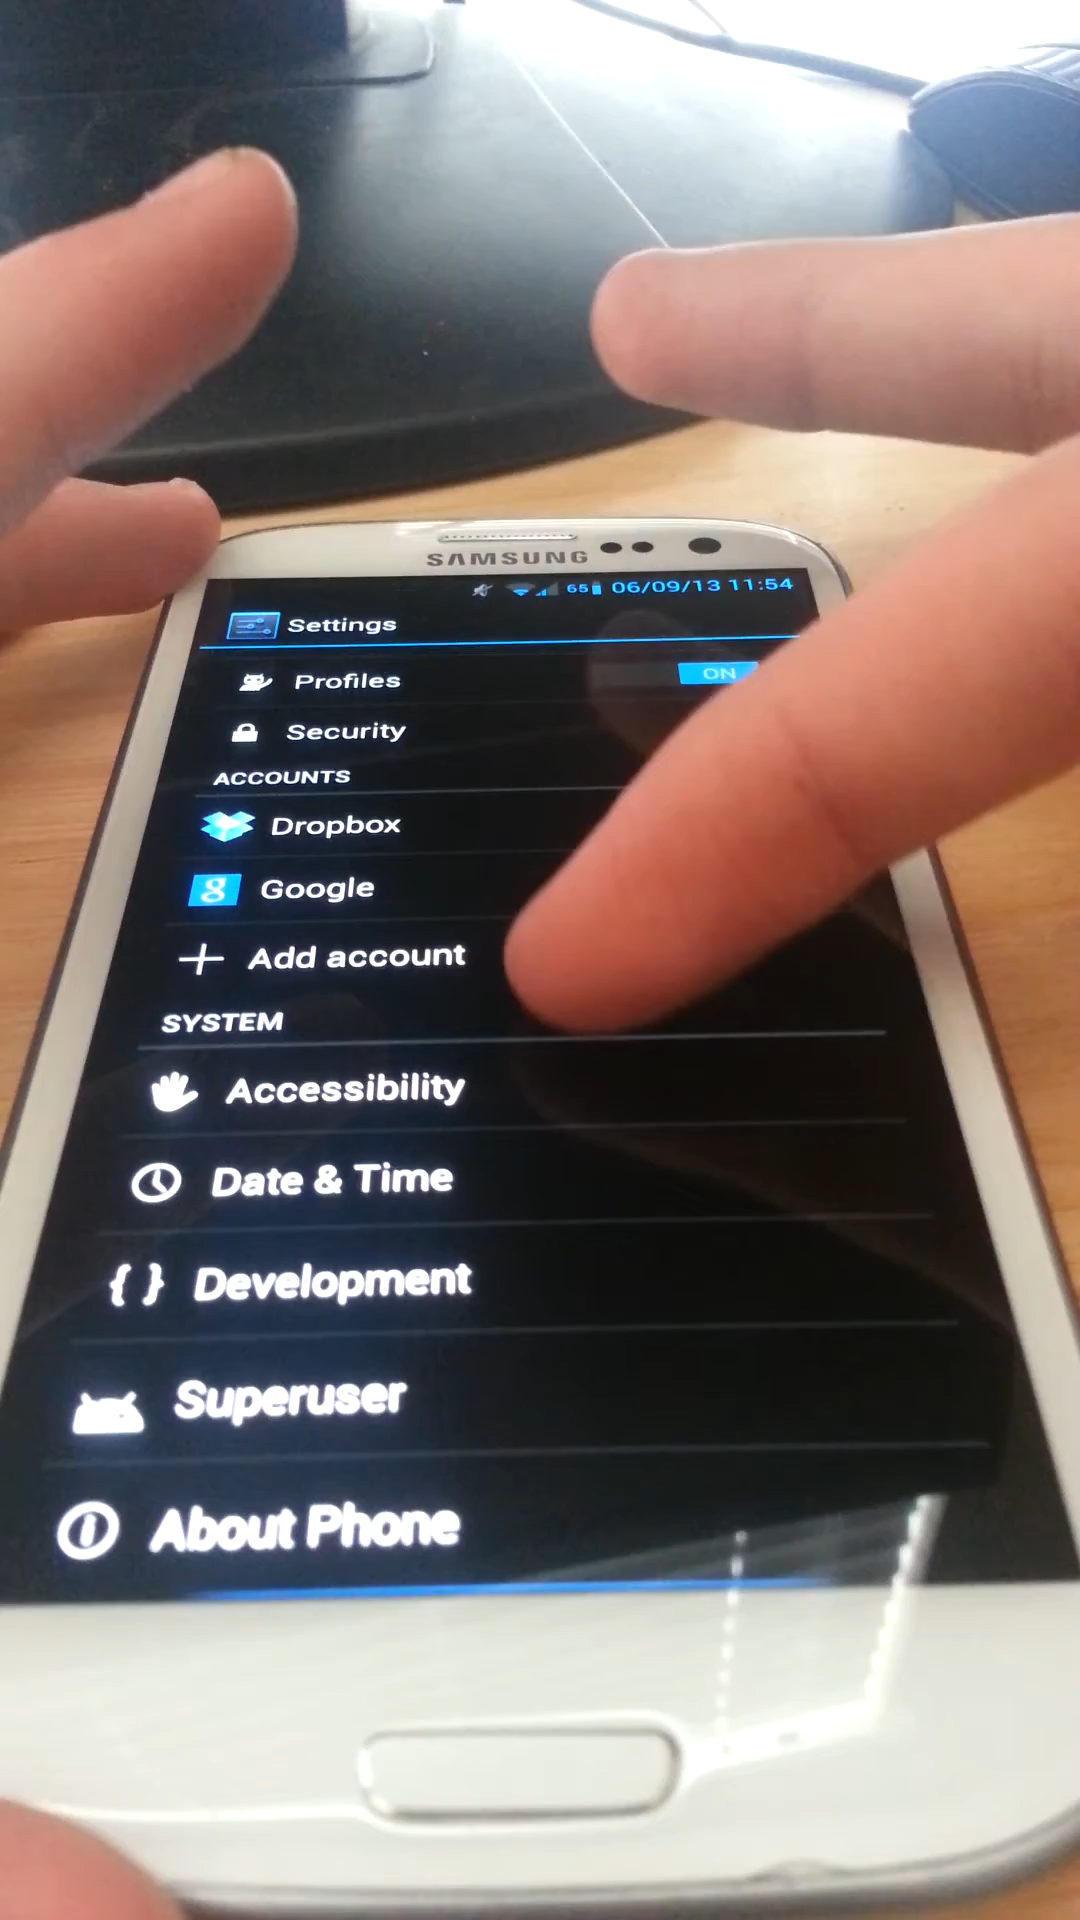 SAMSUNG
65 06/09/13 11:54
Settings
Profiles ON
Security
ACCOUNTS
Dropbox
g Google
Add account
SYSTEM
Accessibility
Date & Time
{ } Development
Superuser
About Phone